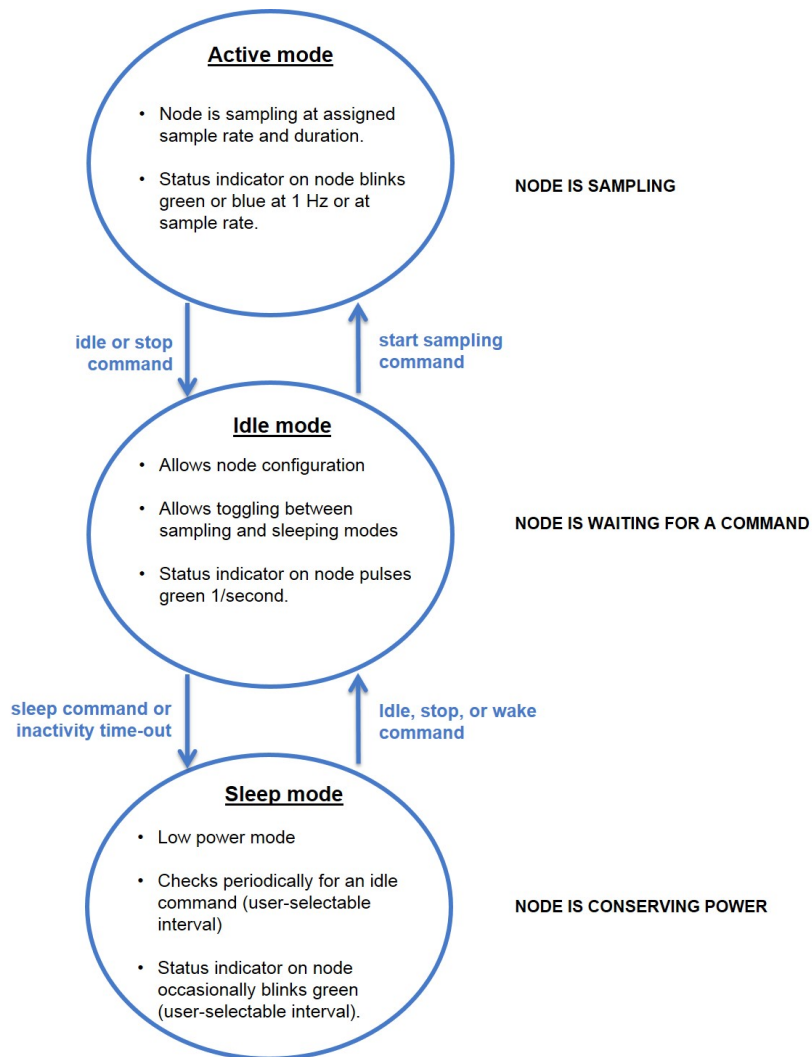 Active mode
• Node is sampling at assigned
sample rate and duration.
• Status indicator on node blinks
green or blue at 1 Hz or at
sample rate.
NODE IS SAMPLING
idle or stop
command
start sampling
command
Idle mode
• Allows node configuration
• Allows toggling between
sampling and sleeping modes
• Status indicator on node pulses
green 1/second.
NODE IS WAITING FOR A COMMAND
sleep command or
inactivity time-out
Idle, stop, or wake
command
Sleep mode
• Low power mode
• Checks periodically for an idle
command (user-selectable
interval)
• Status indicator on node
occasionally blinks green
(user-selectable interval).
NODE IS CONSERVING POWER